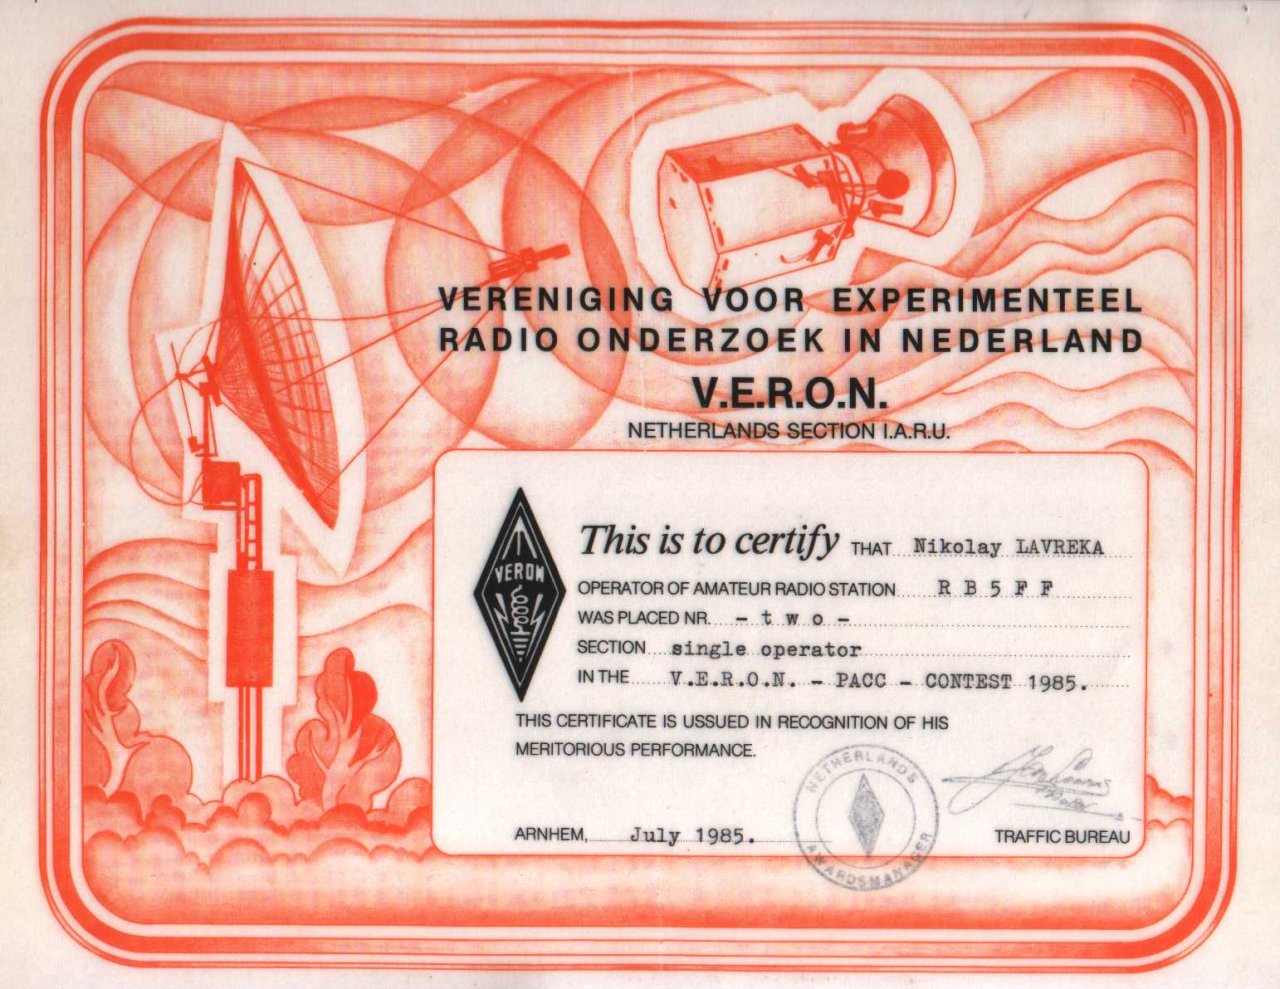 VERENIGING VOOR EXPERIMENTEEL
RADIO ONDERZOEK IN NEDERLAND
V.E.R.O.N.
NETHERLANDS SECTION I.A.R.U.
VERON
This is to certify THAT Nikolay LAVREKA
OPERATOR OF AMATEUR RADIO STATION R B 5 F F
WAS PLACED NR. - t w o -
SECTION single operator
IN THE V.E.R.O.N. - PACC - CONTEST 1985.
THIS CERTIFICATE IS USSUED IN RECOGNITION OF HIS
MERITORIOUS PERFORMANCE.
NETHERLANDS
AWARDSMANAGER
ARNHEM, July 1985.
TRAFFIC BUREAU